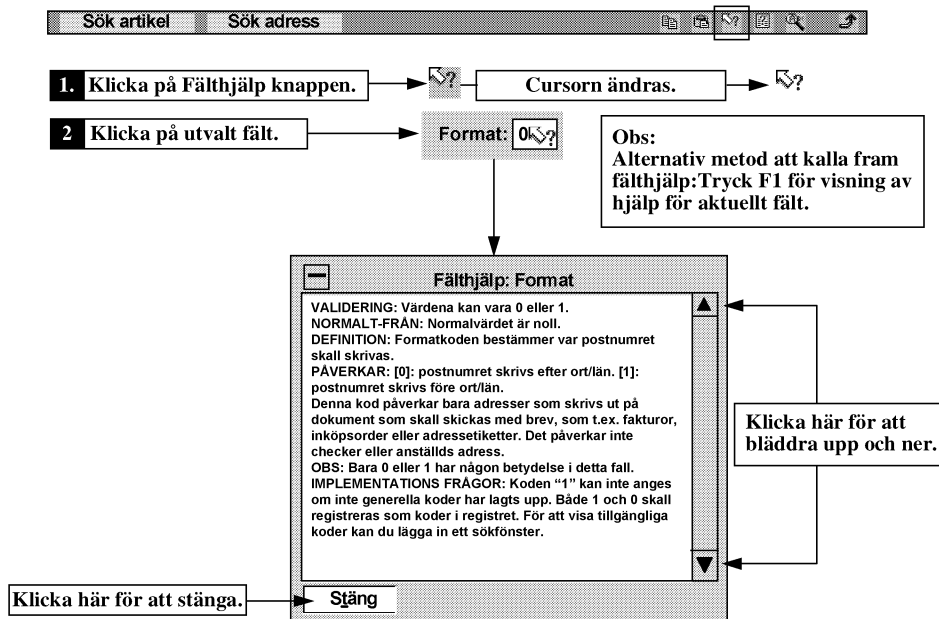 Sök artikel Sök adress
1. Klicka på Fälthjälp knappen.
Cursorn ändras.
2 Klicka på utvalt fält.
Format: 0
Obs:
Alternativ metod att kalla fram
fälthjälp:Tryck F1 för visning av
hjälp för aktuellt fält.
Fälthjälp: Format
VALIDERING: Värdena kan vara 0 eller 1.
NORMALT-FRÅN: Normalvärdet är noll.
DEFINITION: Formatkoden bestämmer var postnumret
skall skrivas.
PÅVERKAR: [0]: postnumret skrivs efter ort/län. [1]:
postnumret skrivs före ort/län.
Denna kod påverkar bara adresser som skrivs ut på
dokument som skall skickas med brev, som t.ex. fakturor,
inköpsorder eller adressetiketter. Det påverkar inte
checker eller anställds adress.
OBS: Bara 0 eller 1 har någon betydelse i detta fall.
IMPLEMENTATIONS FRÅGOR: Koden “1” kan inte anges
om inte generella koder har lagts upp. Både 1 och 0 skall
registreras som koder i registret. För att visa tillgängliga
koder kan du lägga in ett sökfönster.
Klicka här för att
bläddra upp och ner.
Klicka här för att stänga.
Stäng